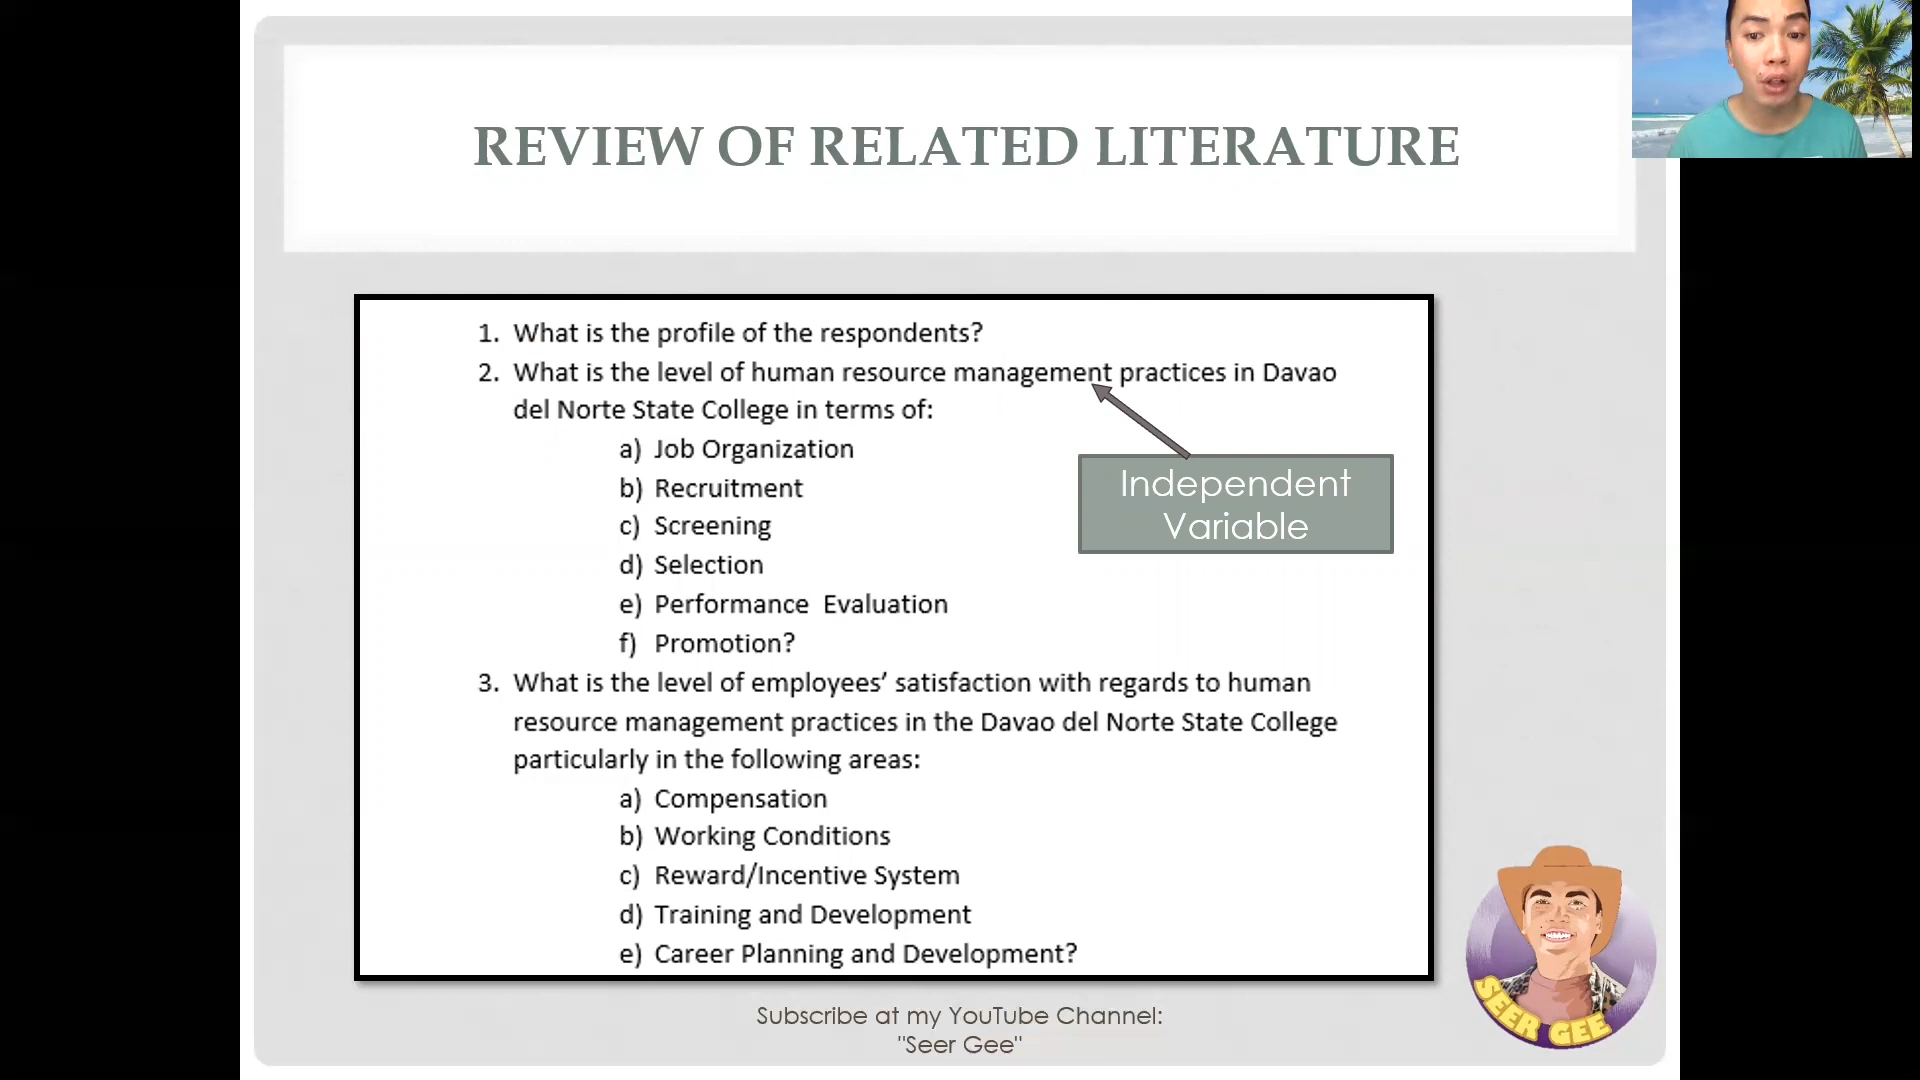 REVIEW OF RELATED LITERATURE
1. What is the profile of the respondents?
2. What is the level of human resource management practices in Davao
del Norte State College in terms of:
a) Job Organization
b) Recruitment
c) Screening
d) Selection
e) Performance Evaluation
f) Promotion?
Independent
Variable
3. What is the level of employees' satisfaction with regards to human
resource management practices in the Davao del Norte State College
particularly in the following areas:
a) Compensation
b) Working Conditions
c) Reward/Incentive System
d) Training and Development
e) Career Planning and Development?
Subscribe at my YouTube Channel:
"Seer Gee"
SEER GEE